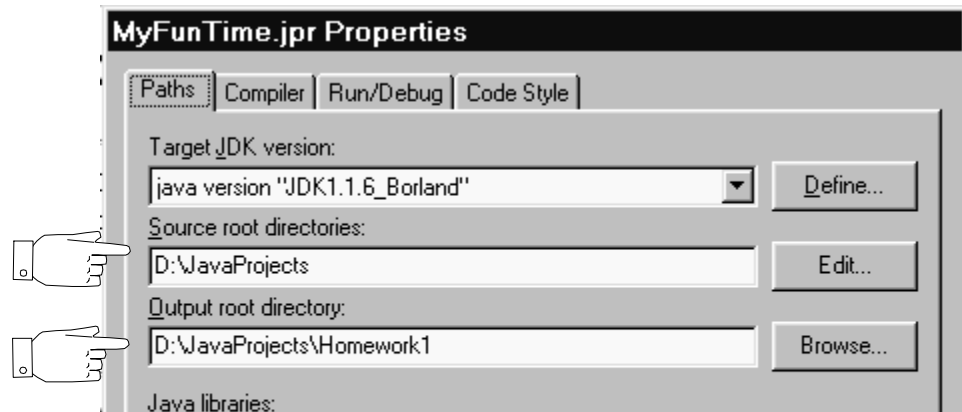 MyFunTime.jpr Properties
Paths Compiler Run/Debug Code Style
Target JDK version:
java version "JDK1.1.6_Borland" Define...
Source root directories:
D:\JavaProjects Edit...
Output root directory:
D:\JavaProjects\Homework1 Browse...
Java libraries: